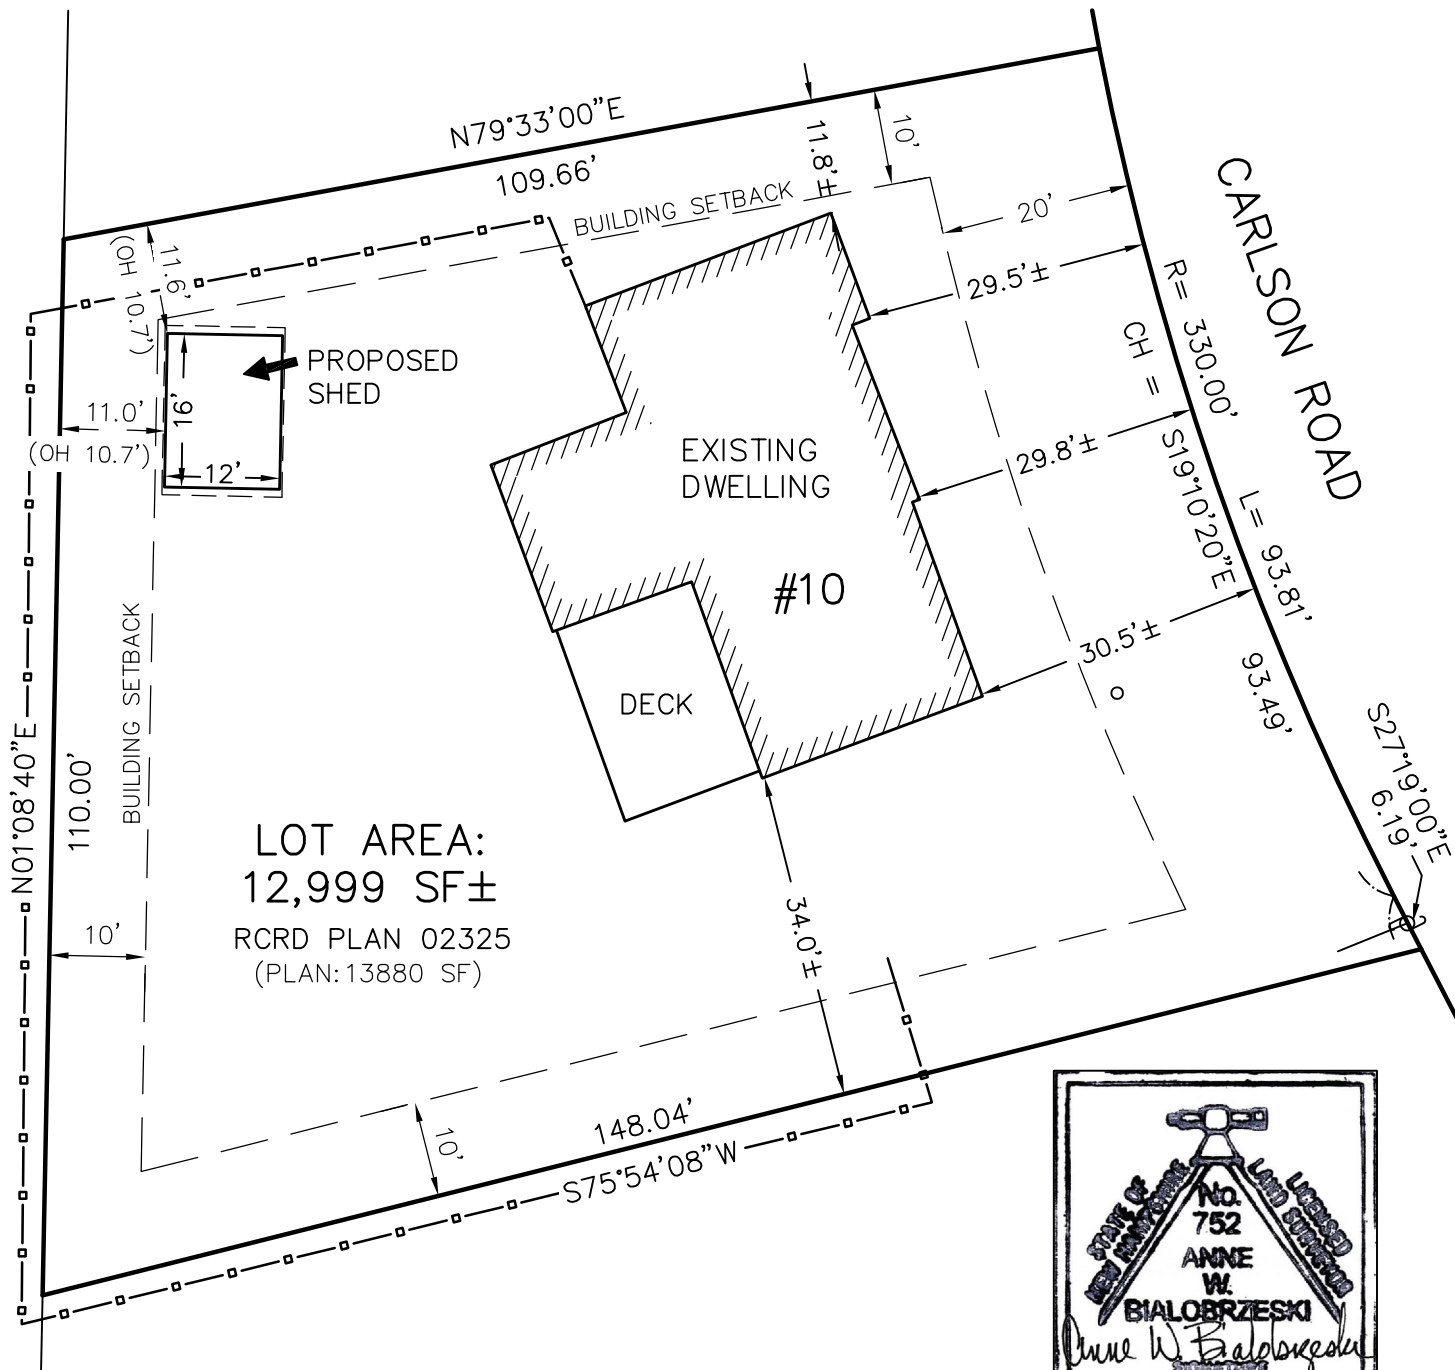 N79°33'00"E
109.66'
BUILDING SETBACK
11.8'±
10'
20'
CARLSON ROAD
11.6'
(OH 10.7')
PROPOSED
SHED
16'
12'
11.0'
(OH 10.7')
29.5'±
R= 330.00'
CH =
S19°10'20"E
L= 93.81'
93.49'
29.8'±
EXISTING
DWELLING
#10
30.5'±
DECK
BUILDING SETBACK
N01°08'40"E
110.00'
10'
LOT AREA:
12,999 SF±
RCRD PLAN 02325
(PLAN:13880 SF)
34.0'±
S27°19'00"E
6.19'
10'
148.04'
S75°54'08"W
STATE OF
NEW HAMPSHIRE
LICENSED
LAND SURVEYOR
No.
752
ANNE
W.
BIALOBRZESKI
Anne W. Bialobrzeski